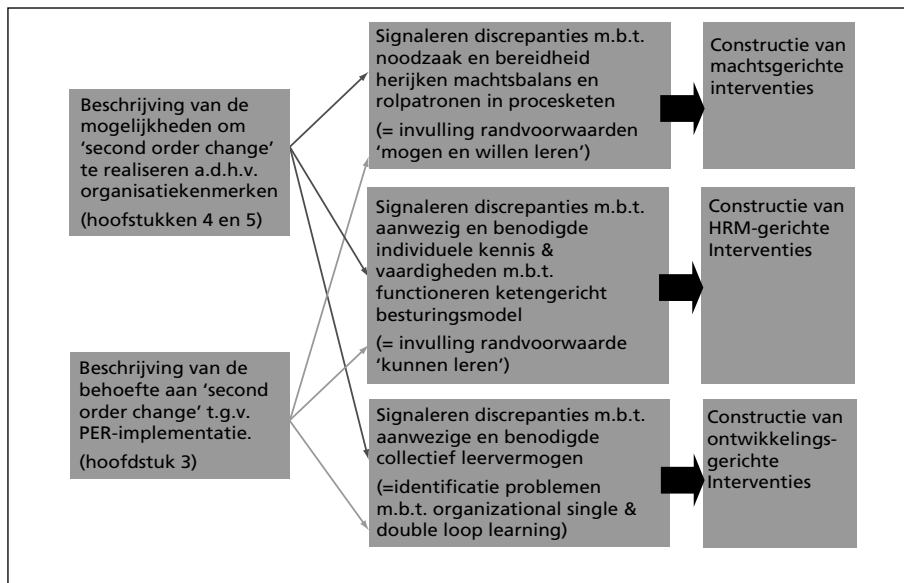 Beschrijving van de
mogelijkheden om
‘second order change’
te realiseren a.d.h.v.
organisatiekenmerken
(hoofstukken 4 en 5)
Beschrijving van de
behoefte aan ‘second
order change’ t.g.v.
PER-implementatie.
(hoofdstuk 3)
Signaleren discrepanties m.b.t.
noodzaak en bereidheid
herijken machtsbalans en
rolpatronen in procesketen
(= invulling randvoorwaarden
‘mogen en willen leren’)
Signaleren discrepanties m.b.t.
aanwezig en benodigde
individuele kennis &
vaardigheden m.b.t.
functioneren ketengericht
besturingsmodel
(= invulling randvoorwaarde
‘kunnen leren’)
Signaleren discrepanties m.b.t.
aanwezige en benodigde
collectief leervermogen
(=identificatie problemen
m.b.t. organizational single &
double loop learning)
Constructie van
machtsgerichte
interventies
Constructie van
HRM-gerichte
Interventies
Constructie van
ontwikkelings-
gerichte
Interventies